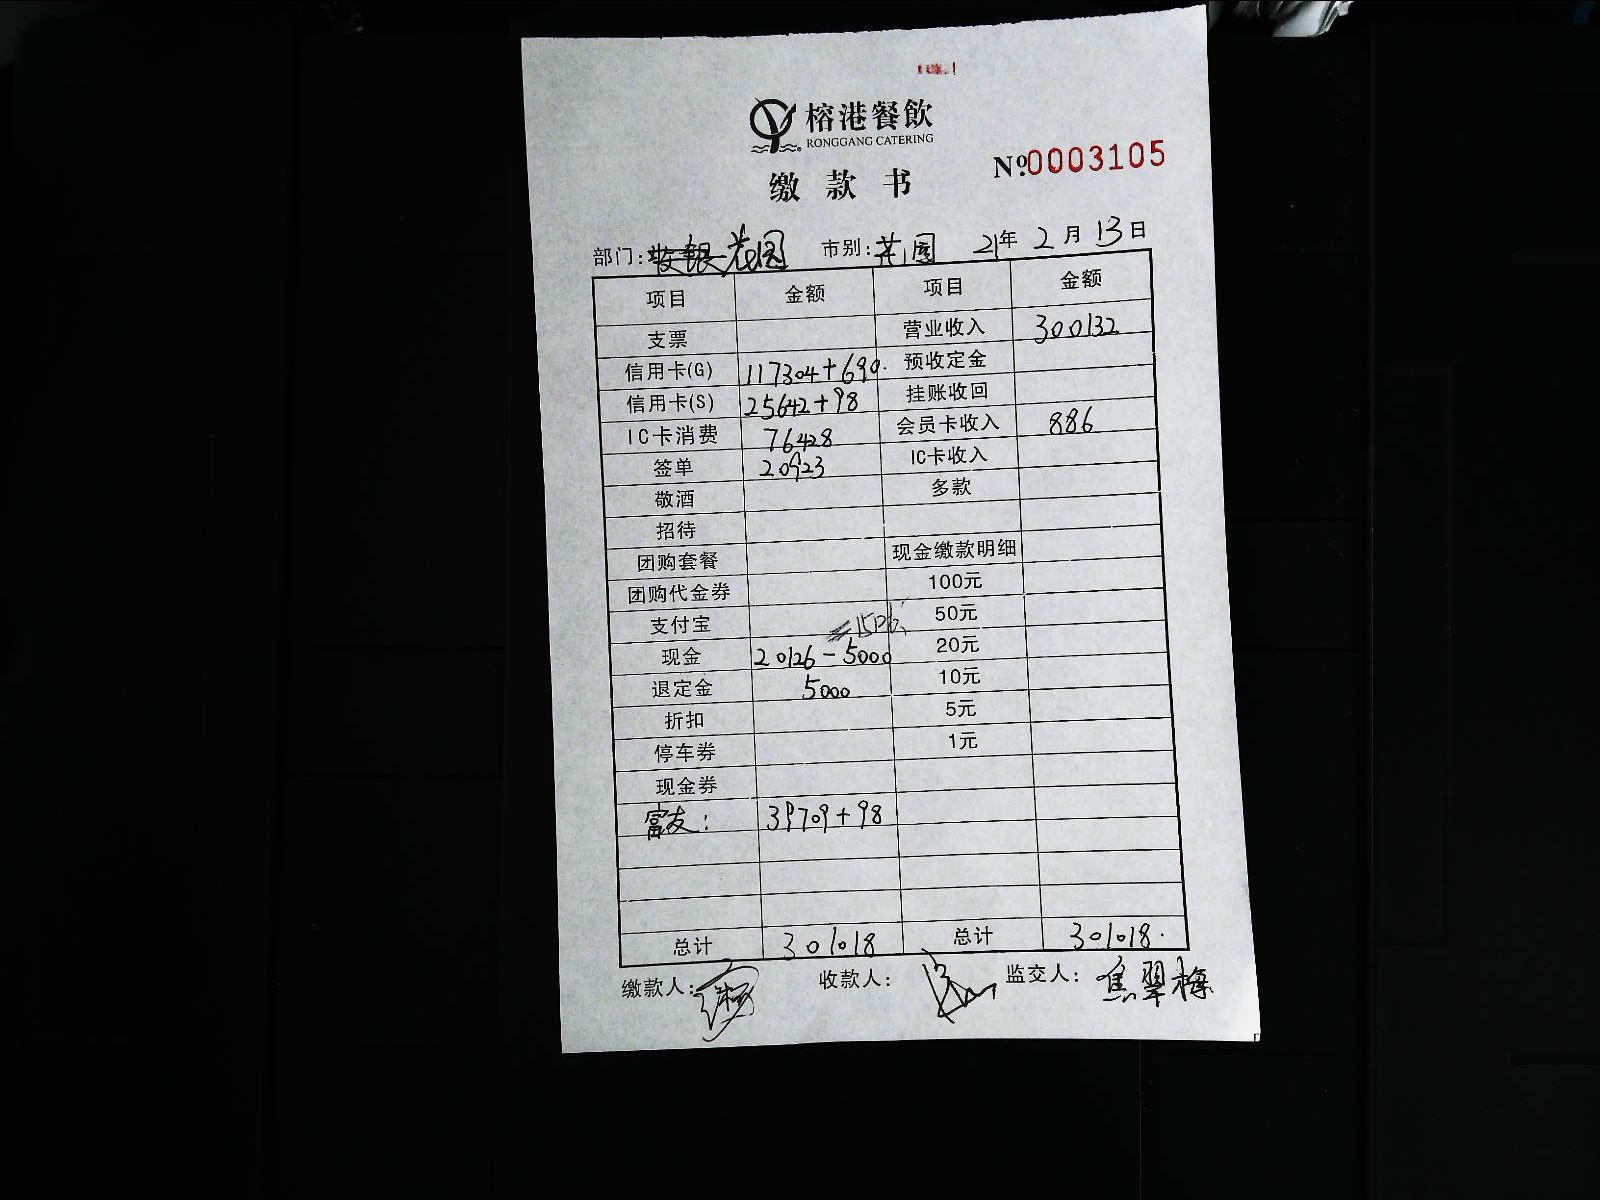 榕港餐飲
RONGGANG CATERING
№0003105
缴款书
部门：收银花园 市别：花园 21年2月13日
项目 金额 项目 金额
支票 营业收入 300132
信用卡(G) 117304+690. 预收定金
信用卡(S) 25642+98 挂账收回
IC卡消费 76428 会员卡收入 886
签单 20923 IC卡收入
敬酒 多款
招待
团购套餐 现金缴款明细
团购代金券 100元
支付宝 50元
现金 20126-5000 20元
退定金 5000 10元
折扣 5元
停车券 1元
现金券
富友： 39709+98
总计 301018 总计 301018.
缴款人： 收款人： 监交人：焦翠梅